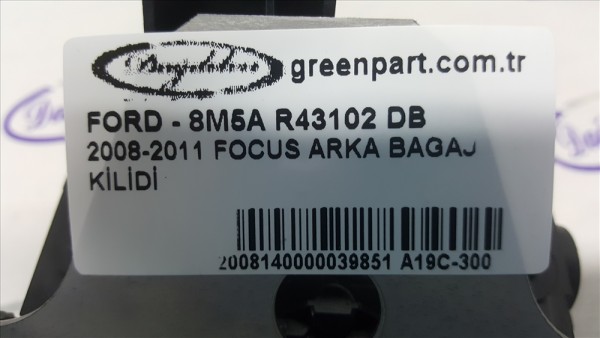 greenpart.com.tr
FORD - 8M5A R43102 DB
2008-2011 FOCUS ARKA BAGAJ
KİLİDİ
2008140000039851 A19C-300